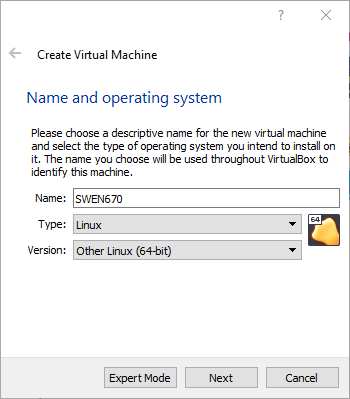 ?
Create Virtual Machine
Name and operating system
Please choose a descriptive name for the new virtual machine
and select the type of operating system you intend to install on
it. The name you choose will be used throughout VirtualBox to
identify this machine.
Name: SWEN670
Type: Linux
64
Version: Other Linux (64-bit)
Expert Mode Next Cancel